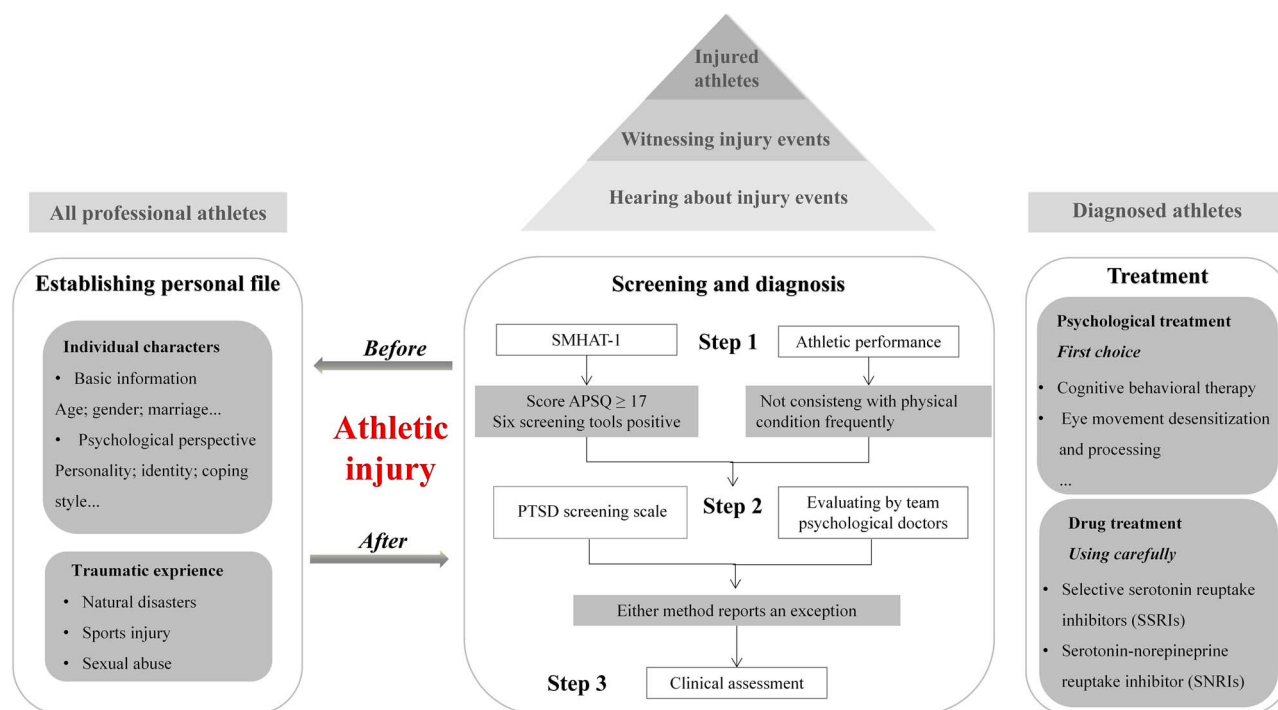 Injured
athletes
Witnessing injury events
Hearing about injury events
All professional athletes
Diagnosed athletes
Establishing personal file
Individual characters
• Basic information
Age; gender; marriage...
• Psychological perspective
Personality; identity; coping
style...
Traumatic exprience
• Natural disasters
• Sports injury
• Sexual abuse
Before
Athletic
injury
After
Screening and diagnosis
SMHAT-1
Step 1
Athletic performance
Score APSQ ≥ 17
Six screening tools positive
Not consisteng with physical
condition frequently
PTSD screening scale
Step 2
Evaluating by team
psychological doctors
Either method reports an exception
Step 3
Clinical assessment
Treatment
Psychological treatment
First choice
• Cognitive behavioral therapy
• Eye movement desensitization
and processing
...
Drug treatment
Using carefully
• Selective serotonin reuptake
inhibitors (SSRIs)
• Serotonin-norepineprine
reuptake inhibitor (SNRIs)